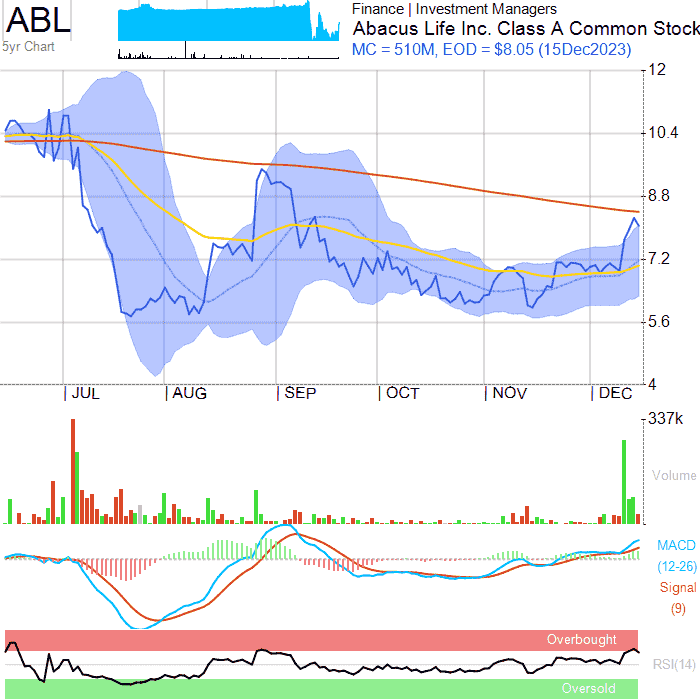 ABL
5yr Chart
Finance | Investment Managers
Abacus Life Inc. Class A Common Stock
MC = 510M, EOD = $8.05 (15Dec2023)
12
10.4
8.8
7.2
5.6
4
JUL AUG SEP OCT NOV DEC
337k
Volume
MACD
(12-26)
Signal
(9)
Overbought
RSI(14)
Oversold